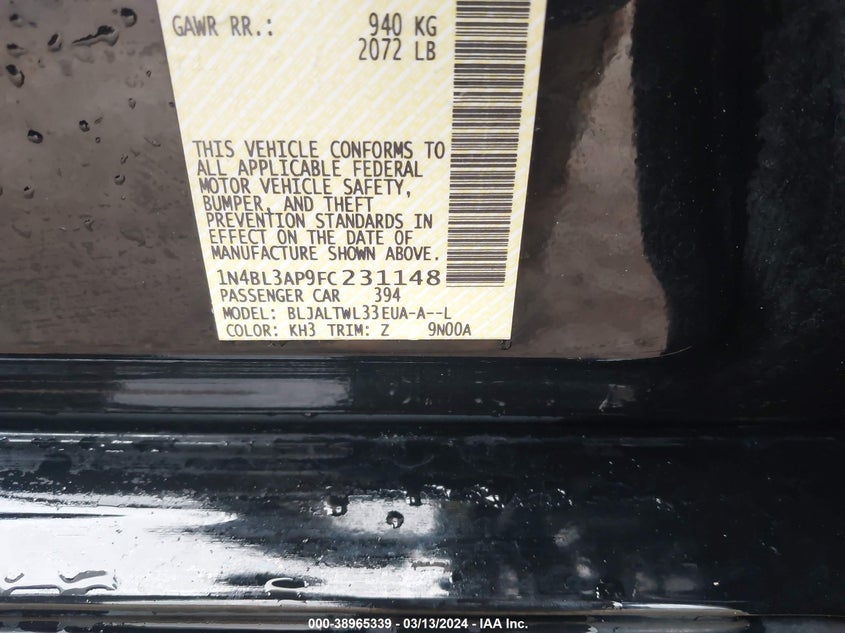 GAWR RR.: 940 KG
2072 LB
THIS VEHICLE CONFORMS TO
ALL APPLICABLE FEDERAL
MOTOR VEHICLE SAFETY,
BUMPER, AND THEFT
PREVENTION STANDARDS IN
EFFECT ON THE DATE OF
MANUFACTURE SHOWN ABOVE.
1N4BL3AP9FC231148
PASSENGER CAR 394
MODEL: BLJALTWL33EUA-A--L
COLOR: KH3 TRIM: Z 9N00A
000-38965339 - 03/13/2024 - IAA Inc.